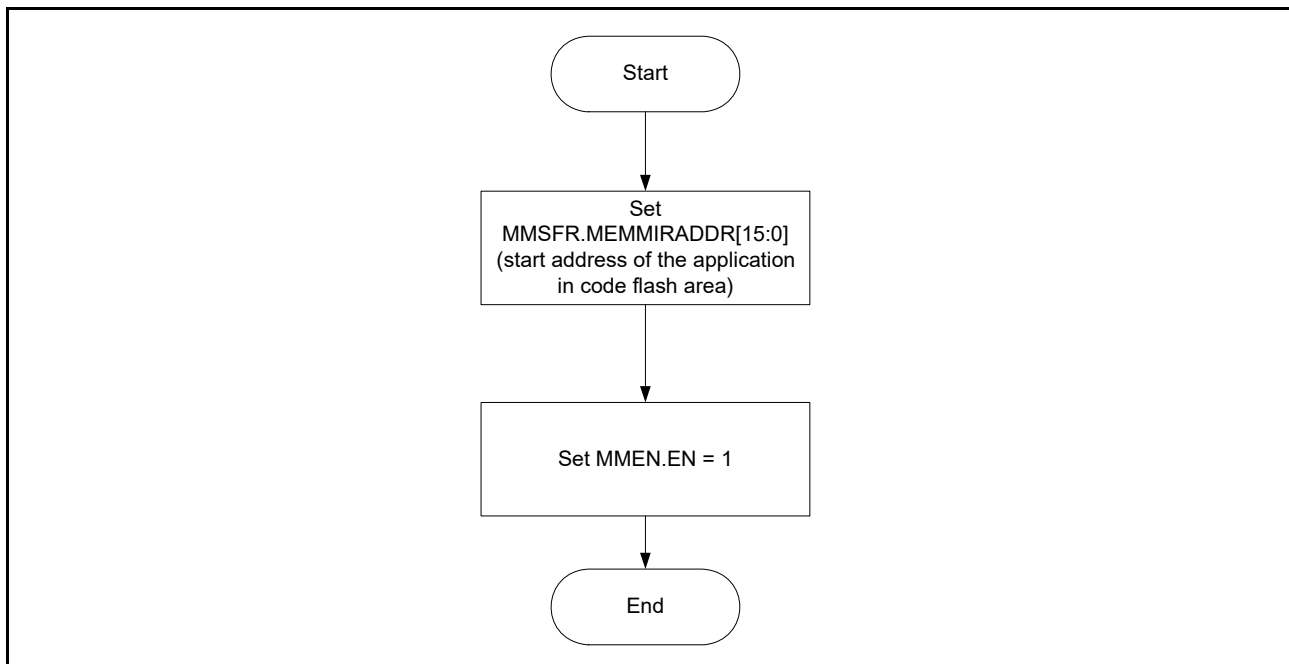 Start
Set
MMSFR.MEMMIRADDR[15:0]
(start address of the application
in code flash area)
Set MMEN.EN = 1
End